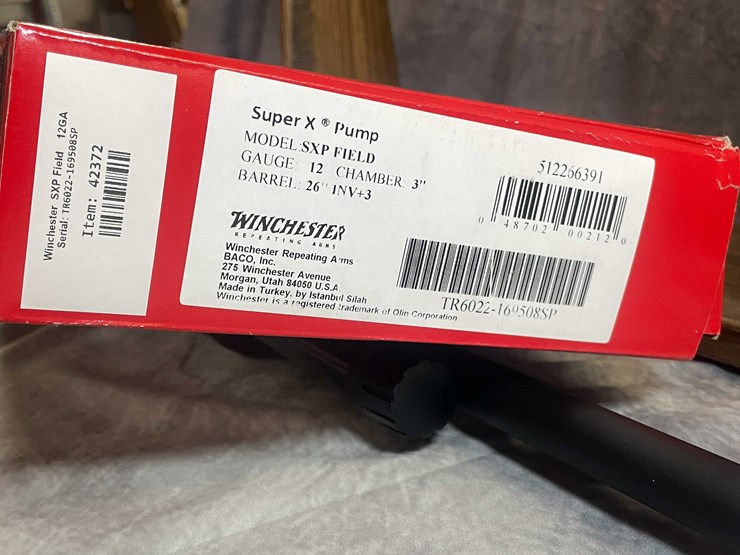 Winchester SXP Field 12GA
Serial: TR6022-169508SP
Item: 42372
Super X ® Pump
MODEL:SXP FIELD
GAUGE: 12 CHAMBER: 3"
BARREL: 26" INV+3
WINCHESTER
REPEATING ARMS
Winchester Repeating Arms
BACO, Inc.
275 Winchester Avenue
Morgan, Utah 84050 U.S.A
Made in Turkey, by Istanbul Silah
Winchester is a registered trademark of Olin Corporation
512266391
0 48702 00212 0
TR6022-169508SP